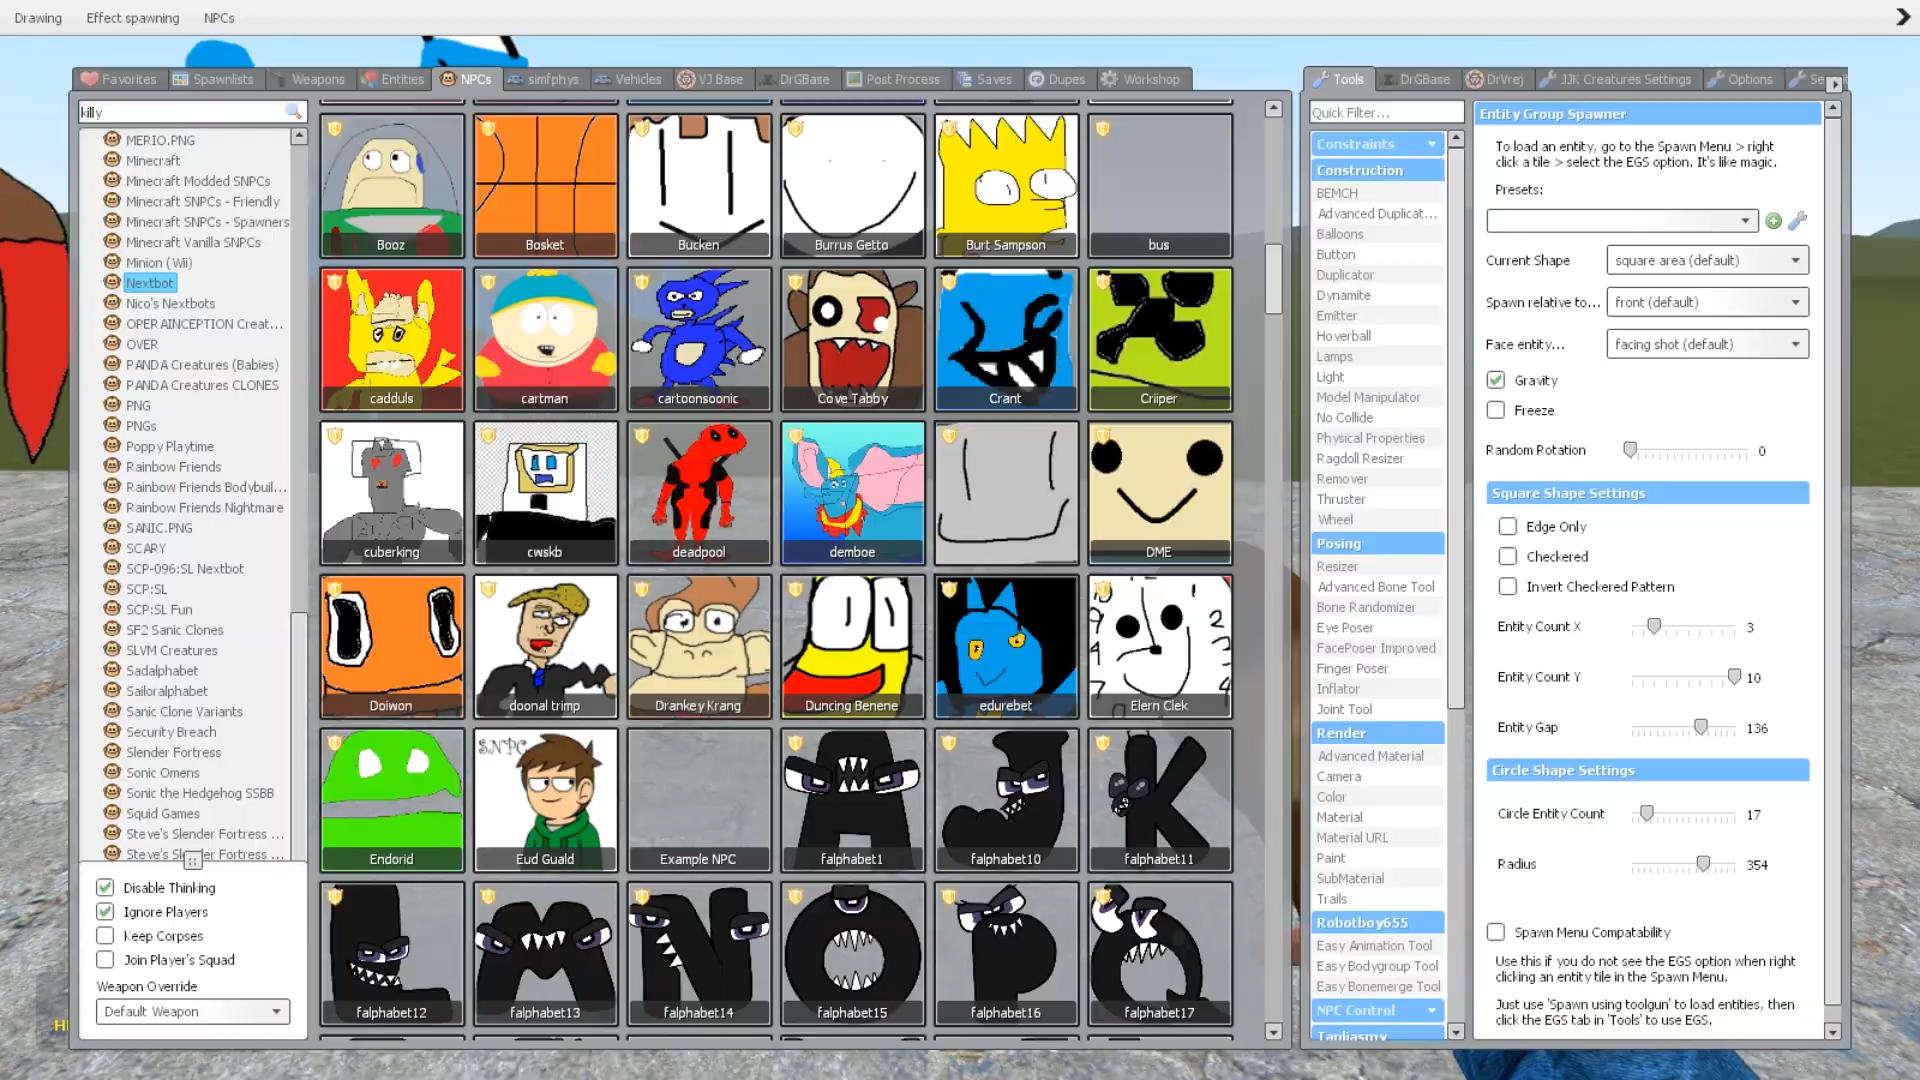 Drawing Effect spawning NPCs
Favorites Spawnlists Weapons Entities NPCs simfphys Vehicles VJ Base DrGBase Post Process Saves Dupes Workshop
killy
MERIO.PNG
Minecraft
Minecraft Modded SNPCs
Minecraft SNPCs - Friendly
Minecraft SNPCs - Spawners
Minecraft Vanilla SNPCs
Minion (Wii)
Nextbot
Nico's Nextbots
OPERAINCEPTION Creat...
OVER
PANDA Creatures (Babies)
PANDA Creatures CLONES
PNG
PNGs
Poppy Playtime
Rainbow Friends
Rainbow Friends Bodybuil...
Rainbow Friends Nightmare
SANIC.PNG
SCARY
SCP-096:SL Nextbot
SCP:SL
SCP:SL Fun
SF2 Sanic Clones
SLVM Creatures
Sadalphabet
Sailoralphabet
Sanic Clone Variants
Security Breach
Slender Fortress
Sonic Omens
Sonic the Hedgehog SSBB
Squid Games
Steve's Slender Fortress ...
Steve's Slender Fortress ...
Disable Thinking
Ignore Players
Keep Corpses
Join Player's Squad
Weapon Override
Default Weapon
Booz Bosket Bucken Burrus Getto Burt Sampson bus
cadduls cartman cartoonsoonic Cove Tabby Crant Criiper
cuberking cwskb deadpool demboe DME
Doiwon doonal trimp Drankey Krang Duncing Benene edurebet Elern Clek
SNPC
Endorid Eud Guald Example NPC falphabet1 falphabet10 falphabet11
falphabet12 falphabet13 falphabet14 falphabet15 falphabet16 falphabet17
Tools DrGBase DrVrej JJK Creatures Settings Options Se
Quick Filter...
Constraints
Construction
BEMCH
Advanced Duplicat...
Balloons
Button
Duplicator
Dynamite
Emitter
Hoverball
Lamps
Light
Model Manipulator
No Collide
Physical Properties
Ragdoll Resizer
Remover
Thruster
Wheel
Posing
Resizer
Advanced Bone Tool
Bone Randomizer
Eye Poser
FacePoser Improved
Finger Poser
Inflator
Joint Tool
Render
Advanced Material
Camera
Color
Material
Material URL
Paint
SubMaterial
Trails
Robotboy655
Easy Animation Tool
Easy Bodygroup Tool
Easy Bonemerge Tool
NPC Control
Tapliasmy
Entity Group Spawner
To load an entity, go to the Spawn Menu > right
click a tile > select the EGS option. It's like magic.
Presets:
Current Shape square area (default)
Spawn relative to... front (default)
Face entity... facing shot (default)
Gravity
Freeze
Random Rotation 0
Square Shape Settings
Edge Only
Checkered
Invert Checkered Pattern
Entity Count X 3
Entity Count Y 10
Entity Gap 136
Circle Shape Settings
Circle Entity Count 17
Radius 354
Spawn Menu Compatability
Use this if you do not see the EGS option when right
clicking an entity tile in the Spawn Menu.
Just use 'Spawn using toolgun' to load entities, then
click the EGS tab in 'Tools' to use EGS.